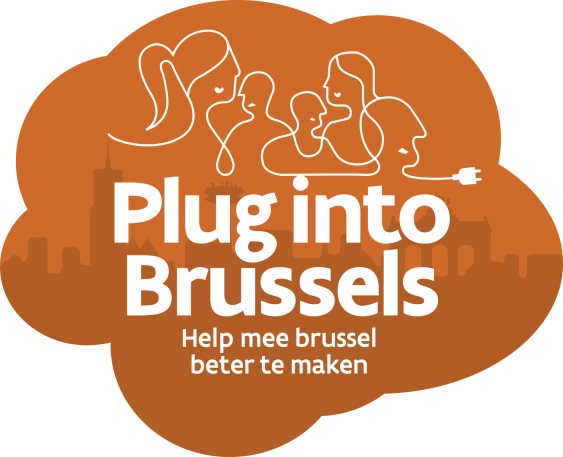 Plug into
Brussels
Help mee brussel
beter te maken